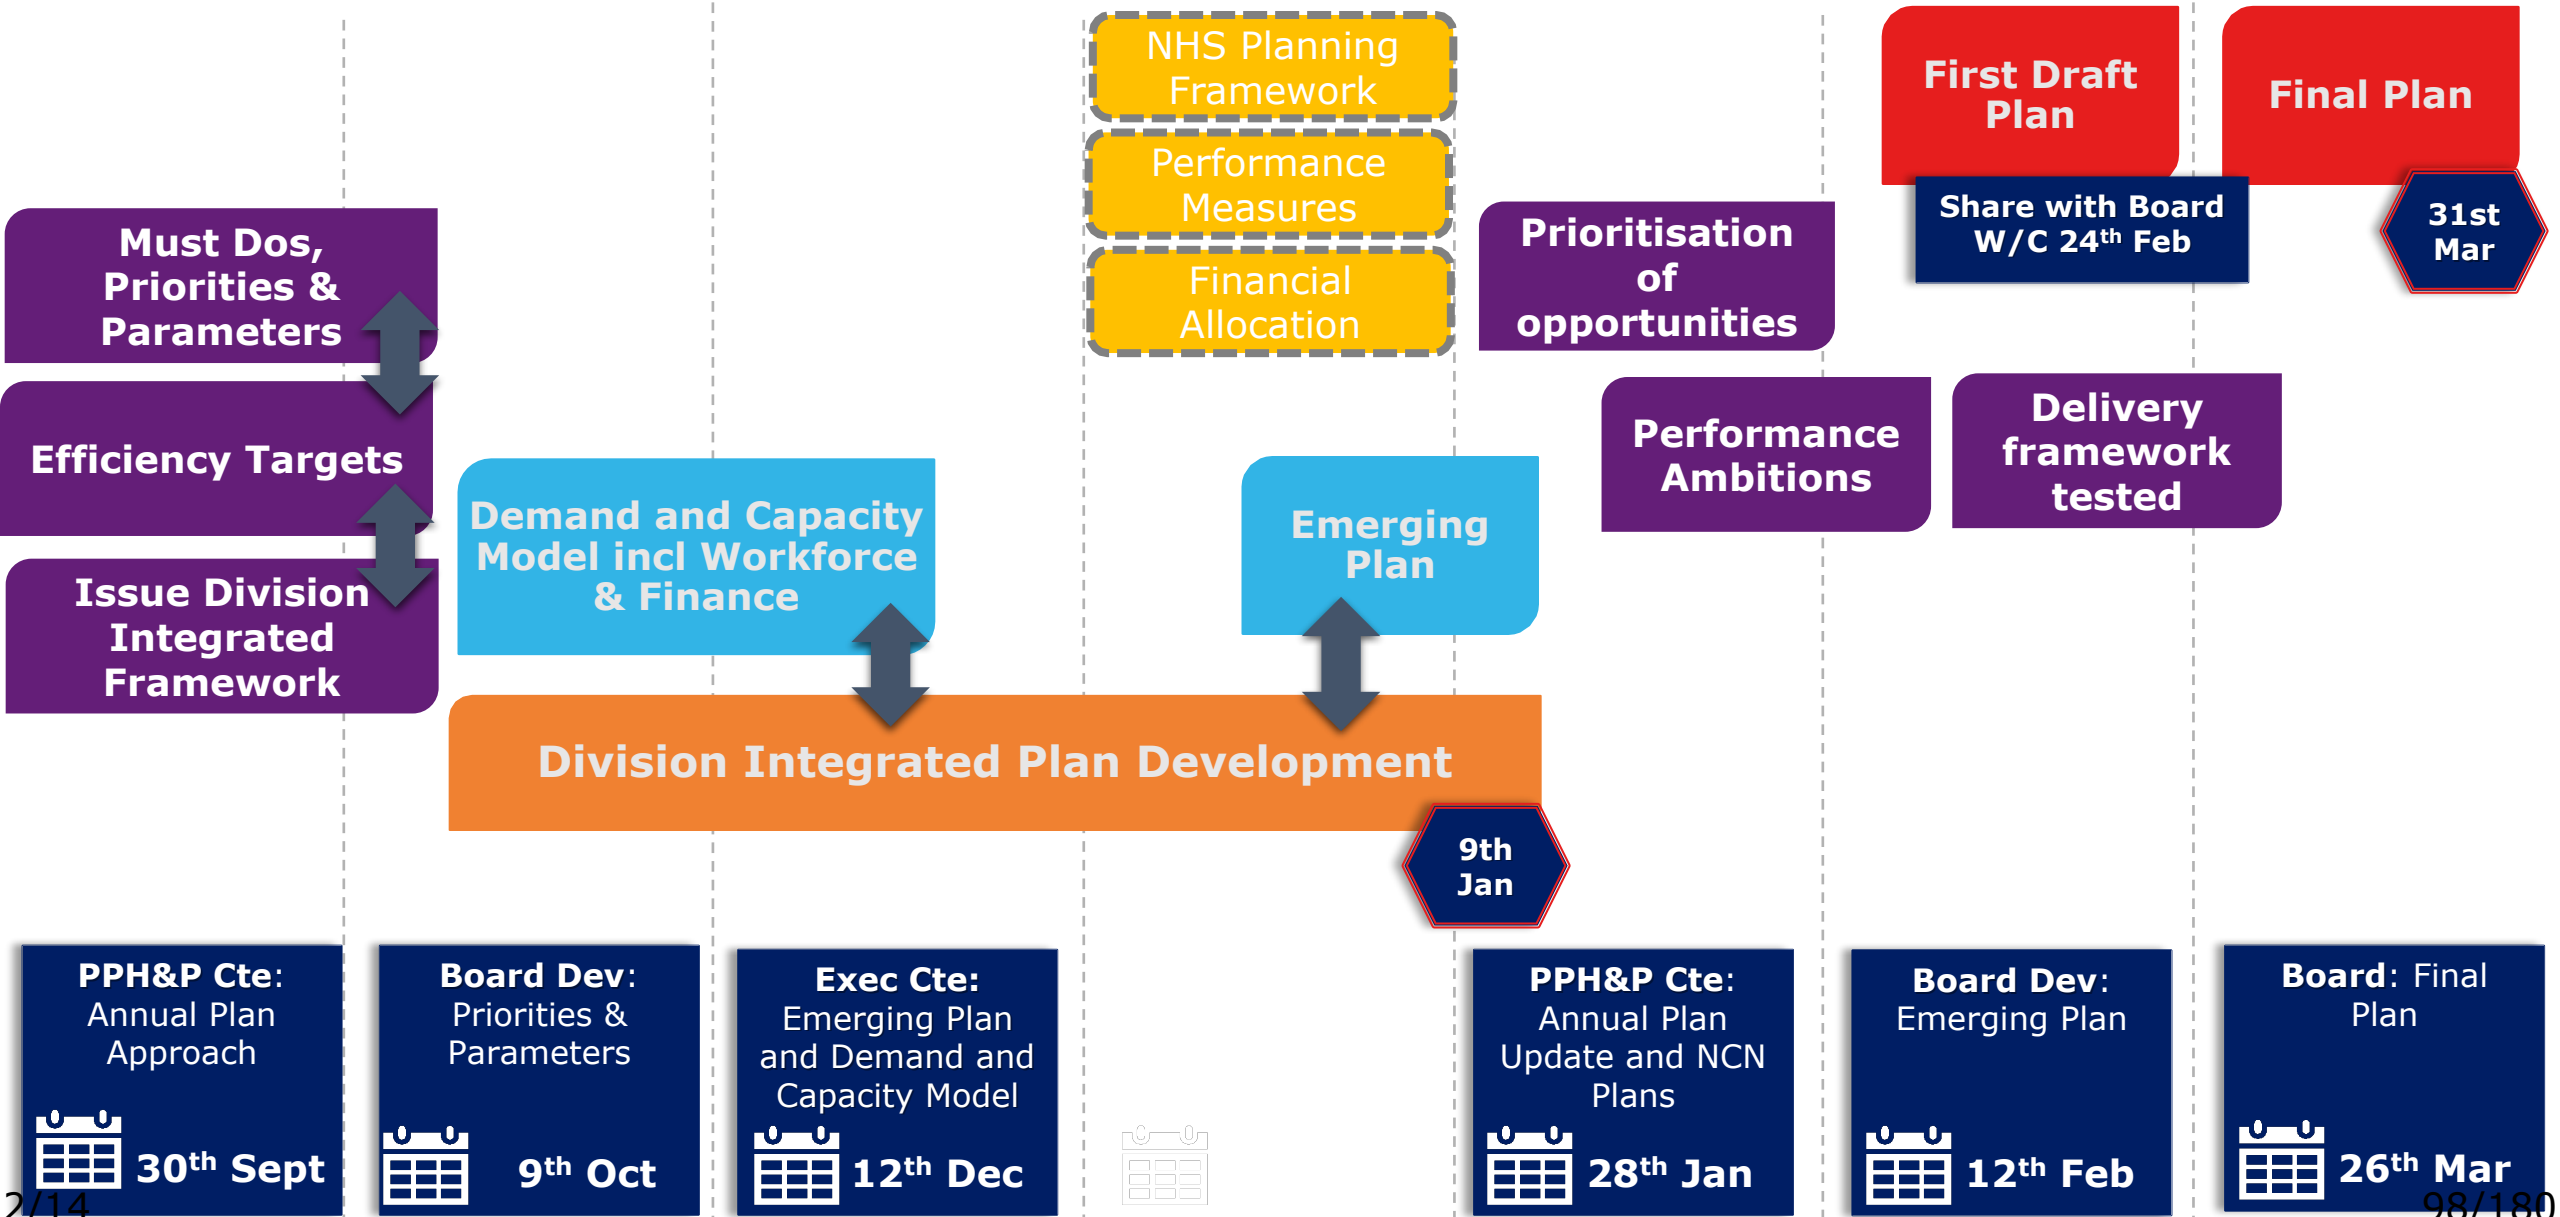 NHS Planning
Framework
Performance
Measures
Financial
Allocation
First Draft
Plan
Final Plan
Share with Board
W/C 24th Feb
31st
Mar
Must Dos,
Priorities &
Parameters
Prioritisation
of
opportunities
Efficiency Targets
Performance
Ambitions
Delivery
framework
tested
Issue Division
Integrated
Framework
Demand and Capacity
Model incl Workforce
& Finance
Emerging
Plan
Division Integrated Plan Development
9th
Jan
PPH&P Cte:
Annual Plan
Approach
30th Sept
Board Dev:
Priorities &
Parameters
9th Oct
Exec Cte:
Emerging Plan
and Demand and
Capacity Model
12th Dec
PPH&P Cte:
Annual Plan
Update and NCN
Plans
28th Jan
Board Dev:
Emerging Plan
12th Feb
Board: Final
Plan
26th Mar
2/14
98/180